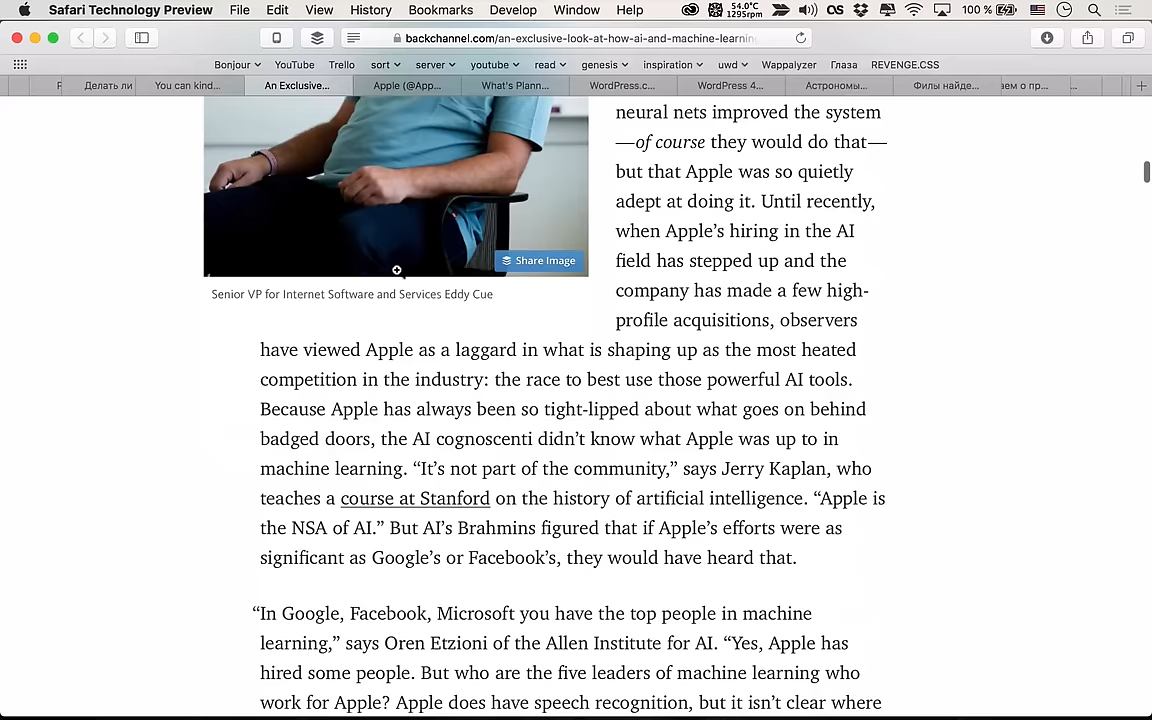 Safari Technology Preview File Edit View History Bookmarks Develop Window Help 54.0°C 1295rpm 100 %
backchannel.com/an-exclusive-look-at-how-ai-and-machine-learnin
Bonjour YouTube Trello sort server youtube read genesis inspiration uwd Wappalyzer Глаза REVENGE.CSS
Делать ли You can kind... An Exclusive... Apple (@App... What's Plann... WordPress.c... WordPress 4... Астрономы... Филы найде... аем о пр... ...
neural nets improved the system
—of course they would do that—
but that Apple was so quietly
adept at doing it. Until recently,
when Apple’s hiring in the AI
field has stepped up and the
company has made a few high-
profile acquisitions, observers
Share Image
Senior VP for Internet Software and Services Eddy Cue
have viewed Apple as a laggard in what is shaping up as the most heated
competition in the industry: the race to best use those powerful AI tools.
Because Apple has always been so tight-lipped about what goes on behind
badged doors, the AI cognoscenti didn’t know what Apple was up to in
machine learning. “It’s not part of the community,” says Jerry Kaplan, who
teaches a course at Stanford on the history of artificial intelligence. “Apple is
the NSA of AI.” But AI’s Brahmins figured that if Apple’s efforts were as
significant as Google’s or Facebook’s, they would have heard that.
“In Google, Facebook, Microsoft you have the top people in machine
learning,” says Oren Etzioni of the Allen Institute for AI. “Yes, Apple has
hired some people. But who are the five leaders of machine learning who
work for Apple? Apple does have speech recognition, but it isn’t clear where